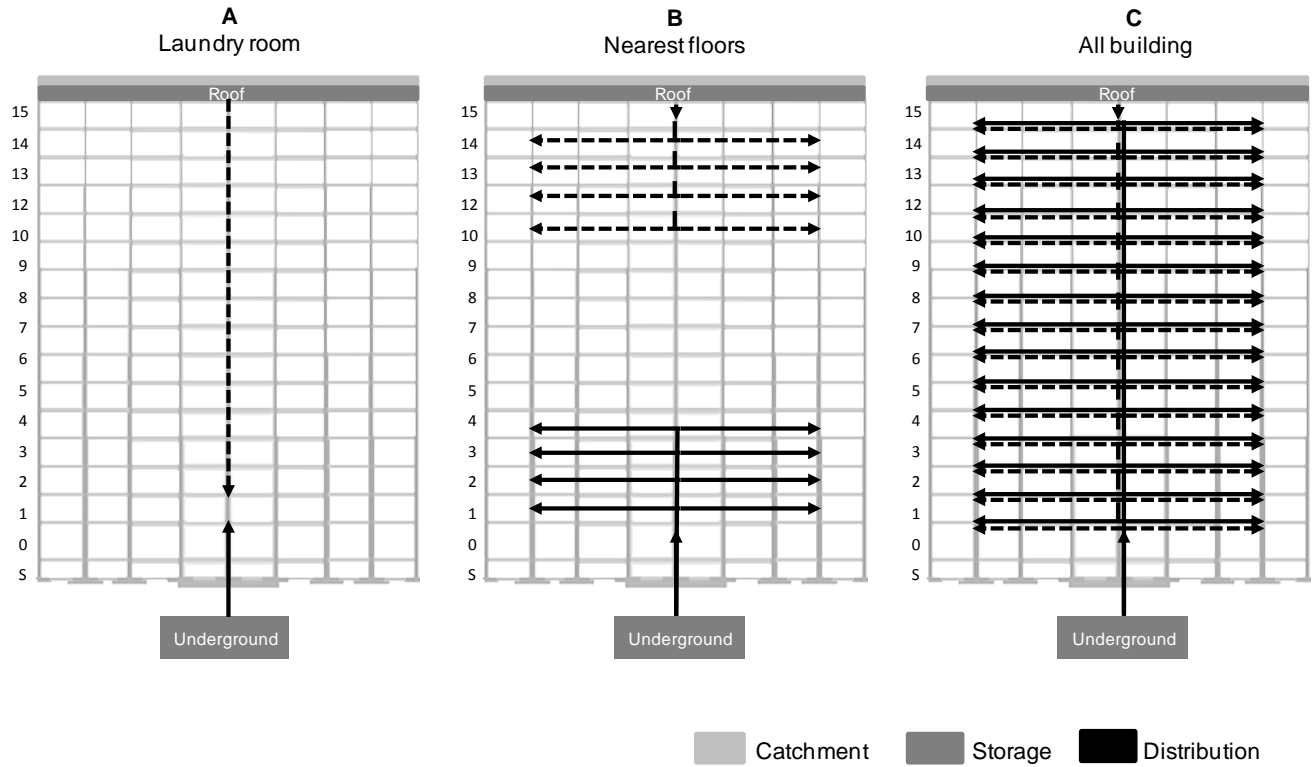 A
Laundry room
B
Nearest floors
C
All building
Roof
Roof
Roof
15
14
13
12
10
9
8
7
6
5
4
3
2
1
0
S
15
14
13
12
10
9
8
7
6
5
4
3
2
1
0
S
15
14
13
12
10
9
8
7
6
5
4
3
2
1
0
S
Underground
Underground
Underground
Catchment
Storage
Distribution